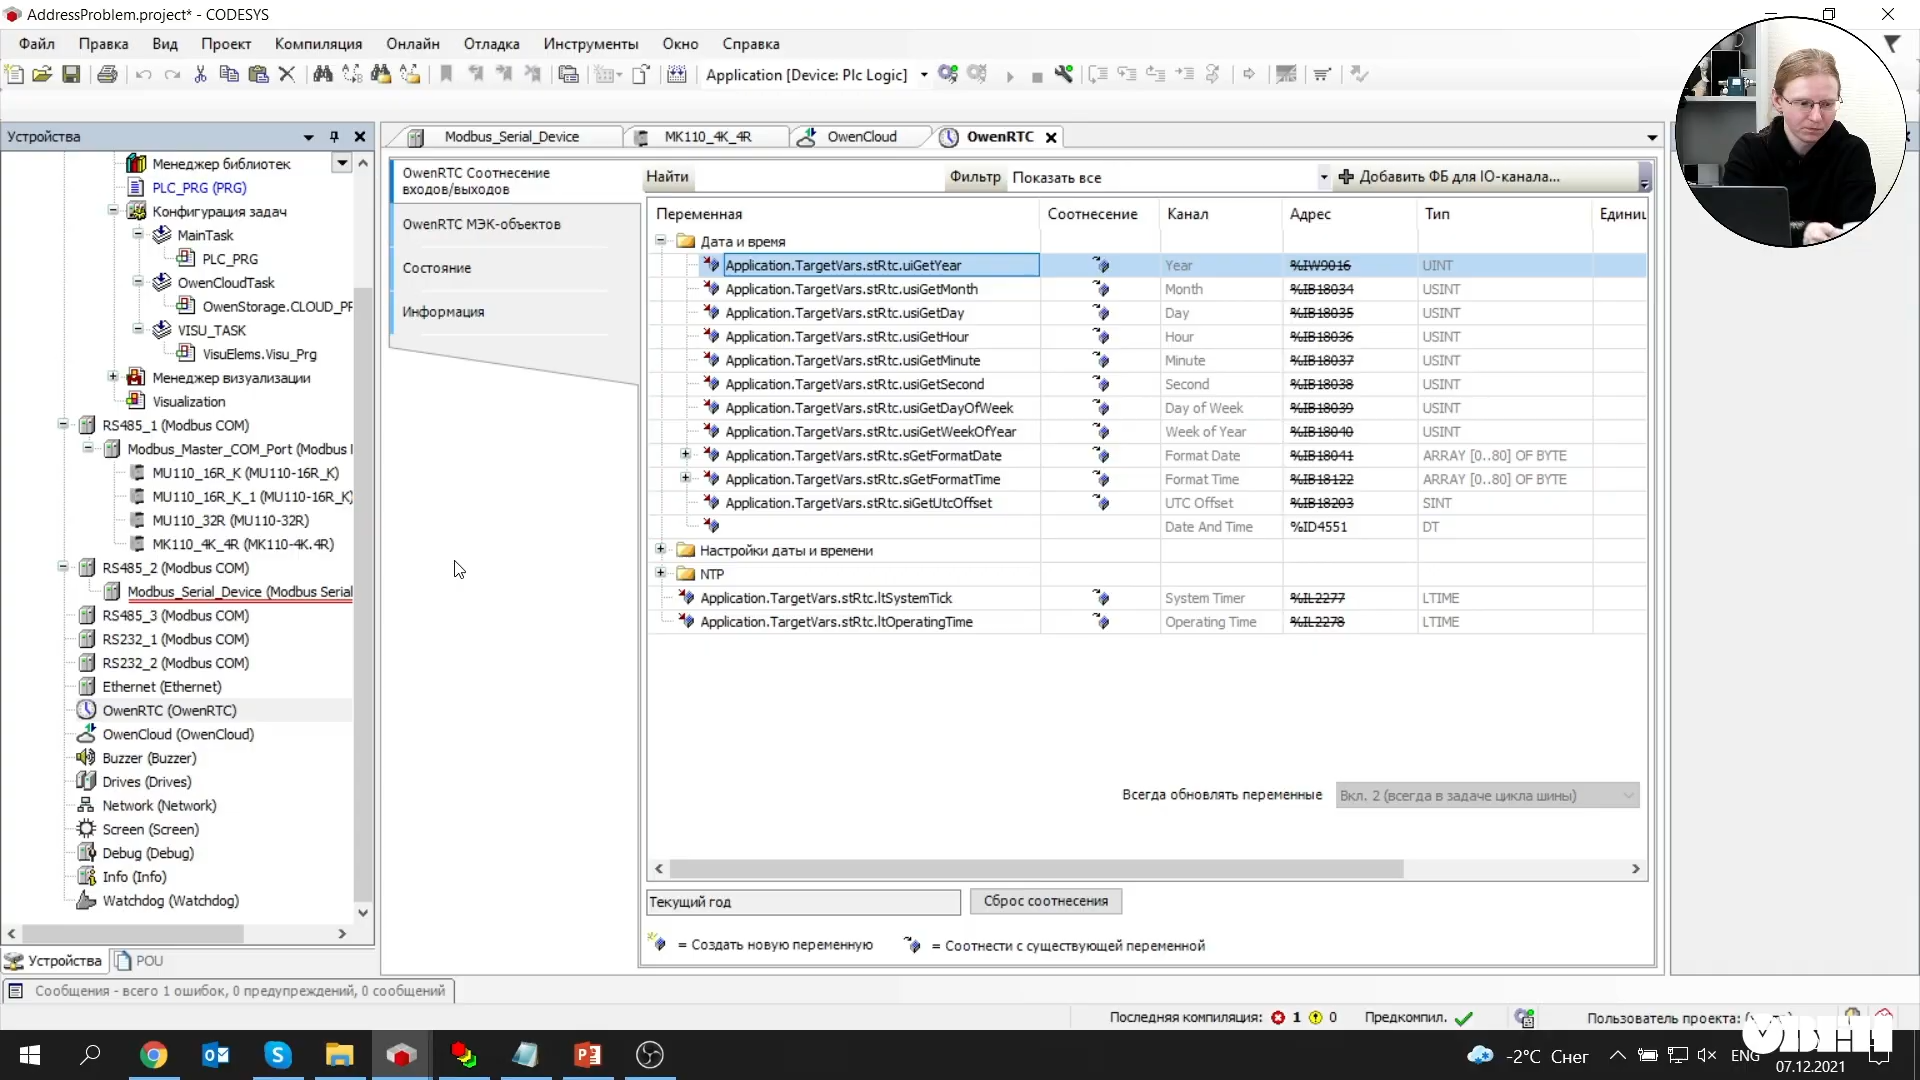 AddressProblem.project* - CODESYS
Файл Правка Вид Проект Компиляция Онлайн Отладка Инструменты Окно Справка
Application [Device: Plc Logic]
Устройства
Менеджер библиотек
PLC_PRG (PRG)
Конфигурация задач
MainTask
PLC_PRG
OwenCloudTask
OwenStorage.CLOUD_PF
VISU_TASK
VisuElems.Visu_Prg
Менеджер визуализации
Visualization
RS485_1 (Modbus COM)
Modbus_Master_COM_Port (Modbus
MU110_16R_K (MU110-16R_K)
MU110_16R_K_1 (MU110-16R_K)
MU110_32R (MU110-32R)
MK110_4K_4R (MK110-4K.4R)
RS485_2 (Modbus COM)
Modbus_Serial_Device (Modbus Serial
RS485_3 (Modbus COM)
RS232_1 (Modbus COM)
RS232_2 (Modbus COM)
Ethernet (Ethernet)
OwenRTC (OwenRTC)
OwenCloud (OwenCloud)
Buzzer (Buzzer)
Drives (Drives)
Network (Network)
Screen (Screen)
Debug (Debug)
Info (Info)
Watchdog (Watchdog)
Устройства POU
Modbus_Serial_Device MK110_4K_4R OwenCloud OwenRTC
OwenRTC Соотнесение
входов/выходов
OwenRTC МЭК-объектов
Состояние
Информация
Найти Фильтр Показать все Добавить ФБ для IO-канала...
Переменная Соотнесение Канал Адрес Тип Единиц
Дата и время
Application.TargetVars.stRtc.uiGetYear Year %IW9016 UINT
Application.TargetVars.stRtc.usiGetMonth Month %IB18034 USINT
Application.TargetVars.stRtc.usiGetDay Day %IB18035 USINT
Application.TargetVars.stRtc.usiGetHour Hour %IB18036 USINT
Application.TargetVars.stRtc.usiGetMinute Minute %IB18037 USINT
Application.TargetVars.stRtc.usiGetSecond Second %IB18038 USINT
Application.TargetVars.stRtc.usiGetDayOfWeek Day of Week %IB18039 USINT
Application.TargetVars.stRtc.usiGetWeekOfYear Week of Year %IB18040 USINT
Application.TargetVars.stRtc.sGetFormatDate Format Date %IB18041 ARRAY [0..80] OF BYTE
Application.TargetVars.stRtc.sGetFormatTime Format Time %IB18122 ARRAY [0..80] OF BYTE
Application.TargetVars.stRtc.siGetUtcOffset UTC Offset %IB18203 SINT
Date And Time %ID4551 DT
Настройки даты и времени
NTP
Application.TargetVars.stRtc.ltSystemTick System Timer %IL2277 LTIME
Application.TargetVars.stRtc.ltOperatingTime Operating Time %IL2278 LTIME
Всегда обновлять переменные Вкл. 2 (всегда в задаче цикла шины)
Текущий год Сброс соотнесения
= Создать новую переменную = Соотнести с существующей переменной
Сообщения - всего 1 ошибок, 0 предупреждений, 0 сообщений
Последняя компиляция: 1 0 Предкомпил. Пользователь проекта:
-2°C Снег ENG
07.12.2021